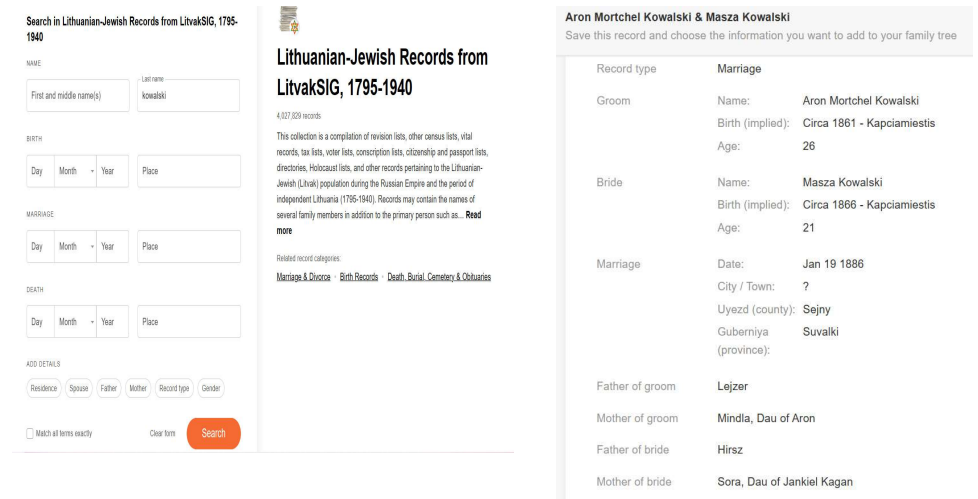 Search in Lithuanian-Jewish Records from LitvakSIG, 1795-
1940
NAME
First and middle name(s)
Last name
kowalski
BIRTH
Day Month Year Place
MARRIAGE
Day Month Year Place
DEATH
Day Month Year Place
ADD DETAILS
Residence Spouse Father Mother Record type Gender
Match all terms exactly Clear form Search
Lithuanian-Jewish Records from
LitvakSIG, 1795-1940
4,027,829 records
This collection is a compilation of revision lists, other census lists, vital
records, tax lists, voter lists, conscription lists, citizenship and passport lists,
directories, Holocaust lists, and other records pertaining to the Lithuanian-
Jewish (Litvak) population during the Russian Empire and the period of
independent Lithuania (1795-1940). Records may contain the names of
several family members in addition to the primary person such as... Read
more
Related record categories:
Marriage & Divorce · Birth Records · Death, Burial, Cemetery & Obituaries
Aron Mortchel Kowalski & Masza Kowalski
Save this record and choose the information you want to add to your family tree
Record type Marriage
Groom Name: Aron Mortchel Kowalski
Birth (implied): Circa 1861 - Kapciamiestis
Age: 26
Bride Name: Masza Kowalski
Birth (implied): Circa 1866 - Kapciamiestis
Age: 21
Marriage Date: Jan 19 1886
City / Town: ?
Uyezd (county): Sejny
Guberniya Suvalki
(province):
Father of groom Lejzer
Mother of groom Mindla, Dau of Aron
Father of bride Hirsz
Mother of bride Sora, Dau of Jankiel Kagan